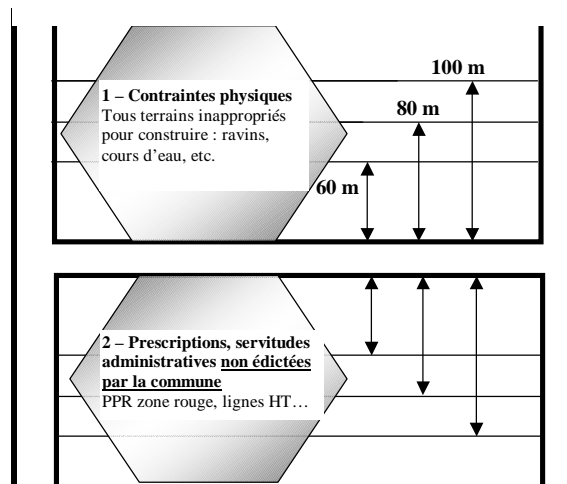 100 m
1 – Contraintes physiques
Tous terrains inappropriés
80 m
pour construire : ravins,
cours d'eau, etc.
60 m
2 – Prescriptions, servitudes
administratives non édictées
par la commune
PPR zone rouge, lignes HT…